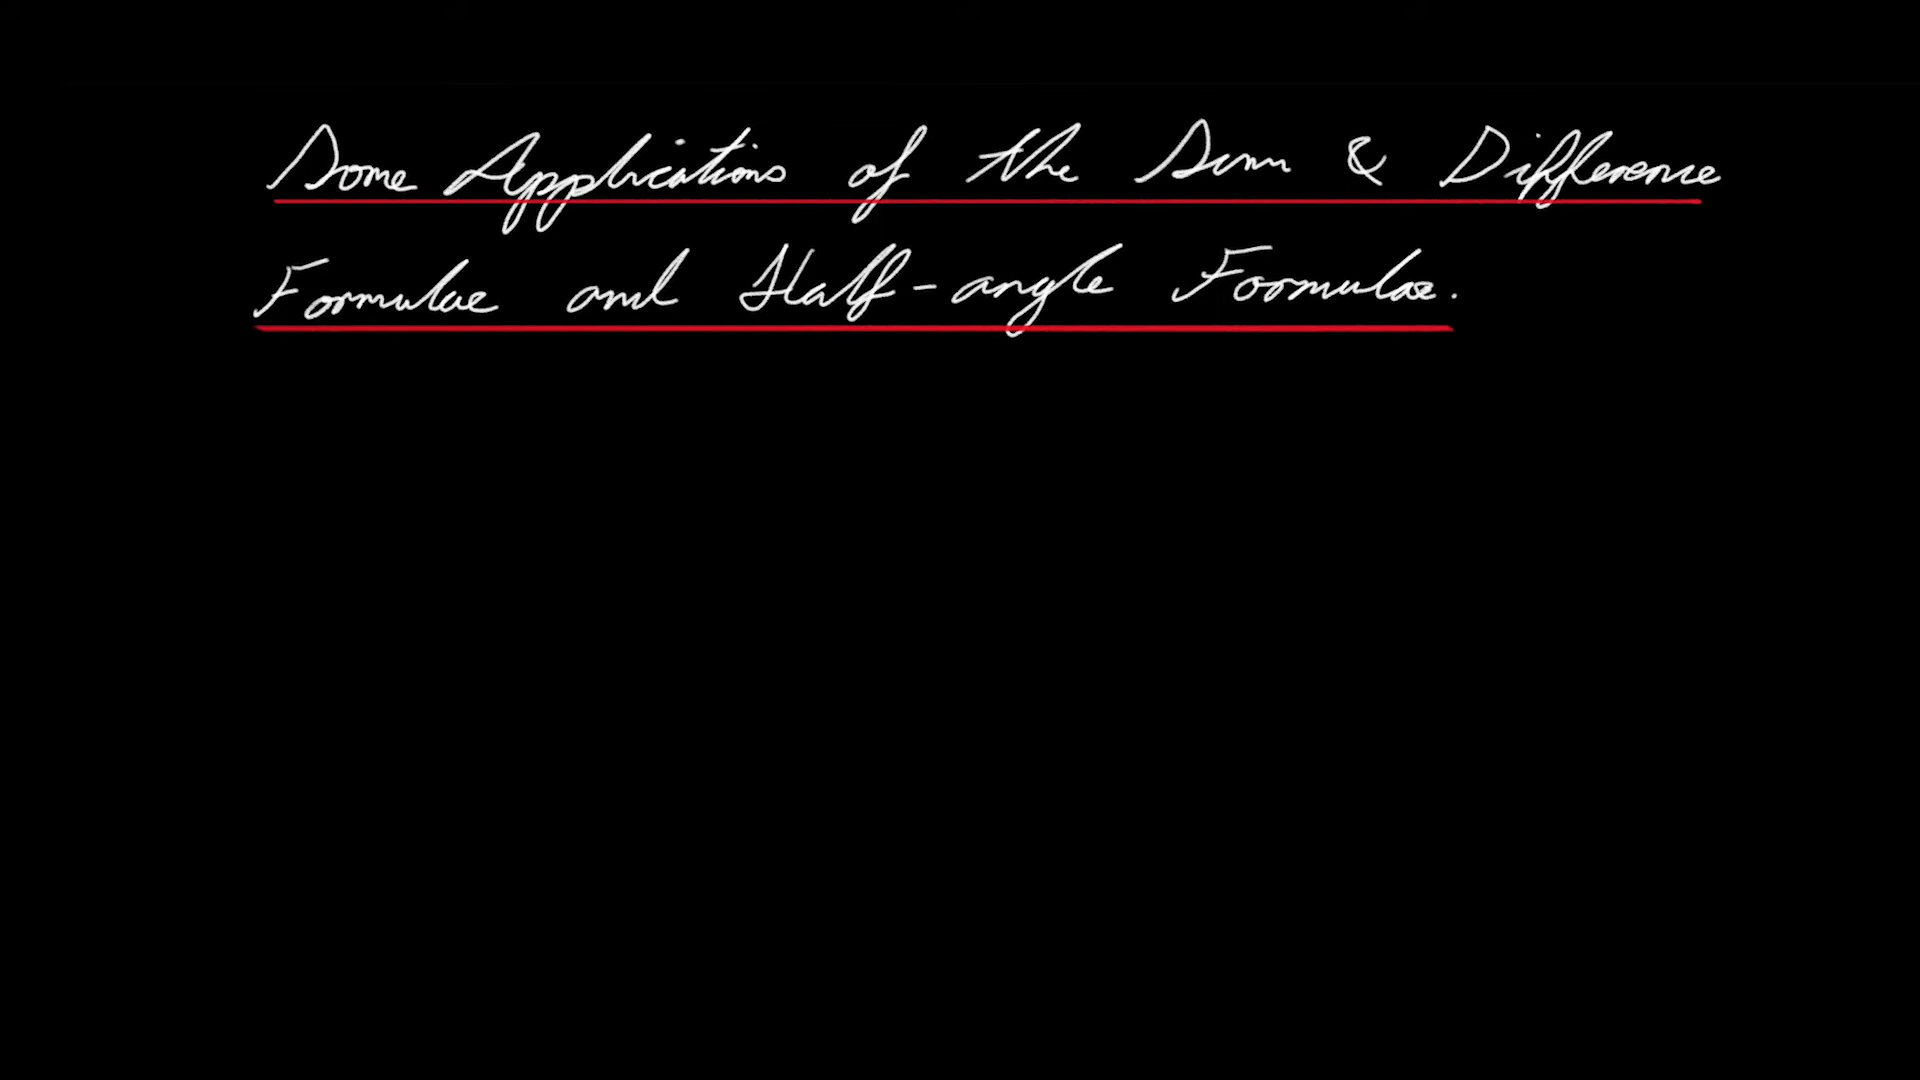 Some Applications of the Sum & Difference
Formulae and Half-angle Formulae.